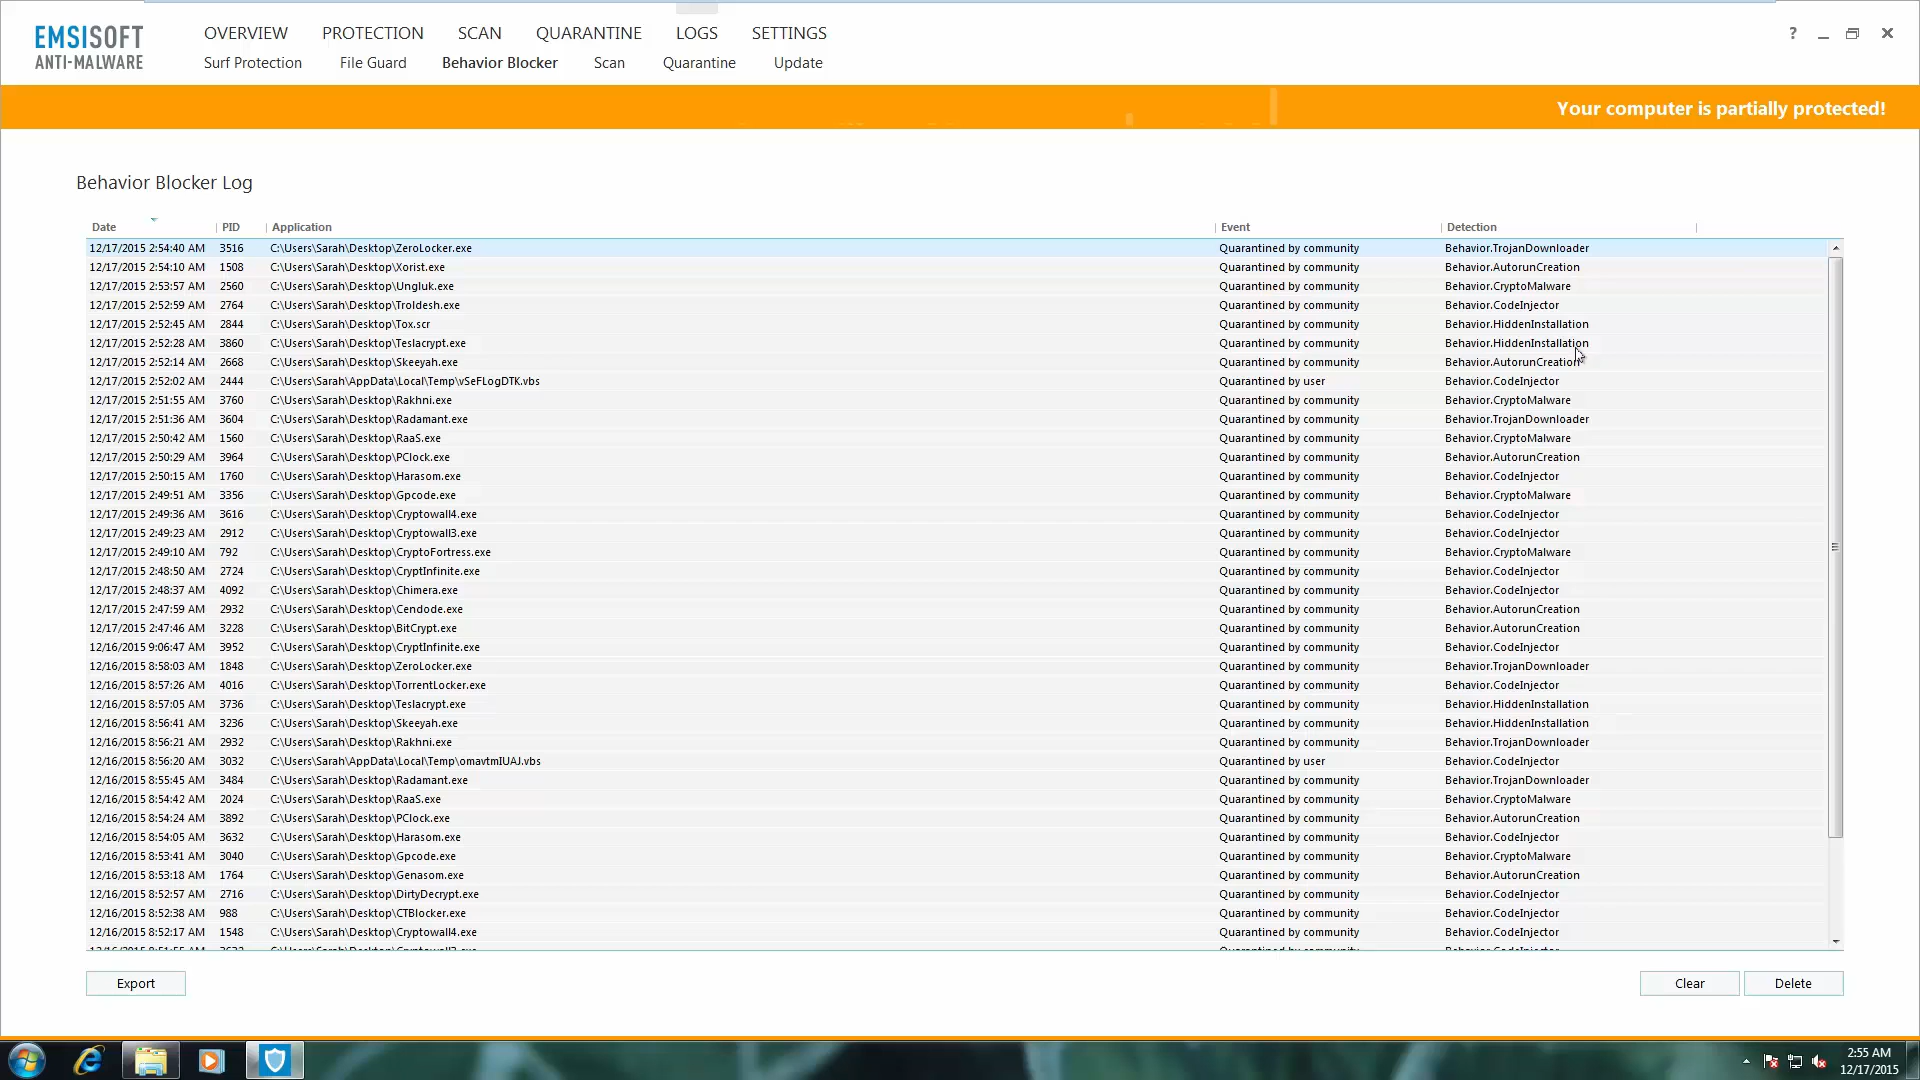 EMSISOFT
ANTI-MALWARE
OVERVIEW PROTECTION SCAN QUARANTINE LOGS SETTINGS
Surf Protection File Guard Behavior Blocker Scan Quarantine Update
?
Your computer is partially protected!
Behavior Blocker Log
Date PID Application Event Detection
12/17/2015 2:54:40 AM 3516 C:\Users\Sarah\Desktop\ZeroLocker.exe Quarantined by community Behavior.TrojanDownloader
12/17/2015 2:54:10 AM 1508 C:\Users\Sarah\Desktop\Xorist.exe Quarantined by community Behavior.AutorunCreation
12/17/2015 2:53:57 AM 2560 C:\Users\Sarah\Desktop\Ungluk.exe Quarantined by community Behavior.CryptoMalware
12/17/2015 2:52:59 AM 2764 C:\Users\Sarah\Desktop\Troldesh.exe Quarantined by community Behavior.CodeInjector
12/17/2015 2:52:45 AM 2844 C:\Users\Sarah\Desktop\Tox.scr Quarantined by community Behavior.HiddenInstallation
12/17/2015 2:52:28 AM 3860 C:\Users\Sarah\Desktop\Teslacrypt.exe Quarantined by community Behavior.HiddenInstallation
12/17/2015 2:52:14 AM 2668 C:\Users\Sarah\Desktop\Skeeyah.exe Quarantined by community Behavior.AutorunCreation
12/17/2015 2:52:02 AM 2444 C:\Users\Sarah\AppData\Local\Temp\vSeFLogDTK.vbs Quarantined by user Behavior.CodeInjector
12/17/2015 2:51:55 AM 3760 C:\Users\Sarah\Desktop\Rakhni.exe Quarantined by community Behavior.CryptoMalware
12/17/2015 2:51:36 AM 3604 C:\Users\Sarah\Desktop\Radamant.exe Quarantined by community Behavior.TrojanDownloader
12/17/2015 2:50:42 AM 1560 C:\Users\Sarah\Desktop\RaaS.exe Quarantined by community Behavior.CryptoMalware
12/17/2015 2:50:29 AM 3964 C:\Users\Sarah\Desktop\PClock.exe Quarantined by community Behavior.AutorunCreation
12/17/2015 2:50:15 AM 1760 C:\Users\Sarah\Desktop\Harasom.exe Quarantined by community Behavior.CodeInjector
12/17/2015 2:49:51 AM 3356 C:\Users\Sarah\Desktop\Gpcode.exe Quarantined by community Behavior.CryptoMalware
12/17/2015 2:49:36 AM 3616 C:\Users\Sarah\Desktop\Cryptowall4.exe Quarantined by community Behavior.CodeInjector
12/17/2015 2:49:23 AM 2912 C:\Users\Sarah\Desktop\Cryptowall3.exe Quarantined by community Behavior.CodeInjector
12/17/2015 2:49:10 AM 792 C:\Users\Sarah\Desktop\CryptoFortress.exe Quarantined by community Behavior.CryptoMalware
12/17/2015 2:48:50 AM 2724 C:\Users\Sarah\Desktop\CryptInfinite.exe Quarantined by community Behavior.CodeInjector
12/17/2015 2:48:37 AM 4092 C:\Users\Sarah\Desktop\Chimera.exe Quarantined by community Behavior.CodeInjector
12/17/2015 2:47:59 AM 2932 C:\Users\Sarah\Desktop\Cendode.exe Quarantined by community Behavior.AutorunCreation
12/17/2015 2:47:46 AM 3228 C:\Users\Sarah\Desktop\BitCrypt.exe Quarantined by community Behavior.AutorunCreation
12/16/2015 9:06:47 AM 3952 C:\Users\Sarah\Desktop\CryptInfinite.exe Quarantined by community Behavior.CodeInjector
12/16/2015 8:58:03 AM 1848 C:\Users\Sarah\Desktop\ZeroLocker.exe Quarantined by community Behavior.TrojanDownloader
12/16/2015 8:57:26 AM 4016 C:\Users\Sarah\Desktop\TorrentLocker.exe Quarantined by community Behavior.CodeInjector
12/16/2015 8:57:05 AM 3736 C:\Users\Sarah\Desktop\Teslacrypt.exe Quarantined by community Behavior.HiddenInstallation
12/16/2015 8:56:41 AM 3236 C:\Users\Sarah\Desktop\Skeeyah.exe Quarantined by community Behavior.HiddenInstallation
12/16/2015 8:56:21 AM 2932 C:\Users\Sarah\Desktop\Rakhni.exe Quarantined by community Behavior.TrojanDownloader
12/16/2015 8:56:20 AM 3032 C:\Users\Sarah\AppData\Local\Temp\omavtmIUAJ.vbs Quarantined by user Behavior.CodeInjector
12/16/2015 8:55:45 AM 3484 C:\Users\Sarah\Desktop\Radamant.exe Quarantined by community Behavior.TrojanDownloader
12/16/2015 8:54:42 AM 2024 C:\Users\Sarah\Desktop\RaaS.exe Quarantined by community Behavior.CryptoMalware
12/16/2015 8:54:24 AM 3892 C:\Users\Sarah\Desktop\PClock.exe Quarantined by community Behavior.AutorunCreation
12/16/2015 8:54:05 AM 3632 C:\Users\Sarah\Desktop\Harasom.exe Quarantined by community Behavior.CodeInjector
12/16/2015 8:53:41 AM 3040 C:\Users\Sarah\Desktop\Gpcode.exe Quarantined by community Behavior.CryptoMalware
12/16/2015 8:53:18 AM 1764 C:\Users\Sarah\Desktop\Genasom.exe Quarantined by community Behavior.AutorunCreation
12/16/2015 8:52:57 AM 2716 C:\Users\Sarah\Desktop\DirtyDecrypt.exe Quarantined by community Behavior.CodeInjector
12/16/2015 8:52:38 AM 988 C:\Users\Sarah\Desktop\CTBlocker.exe Quarantined by community Behavior.CodeInjector
12/16/2015 8:52:17 AM 1548 C:\Users\Sarah\Desktop\Cryptowall4.exe Quarantined by community Behavior.CodeInjector
Export Clear Delete
2:55 AM
12/17/2015